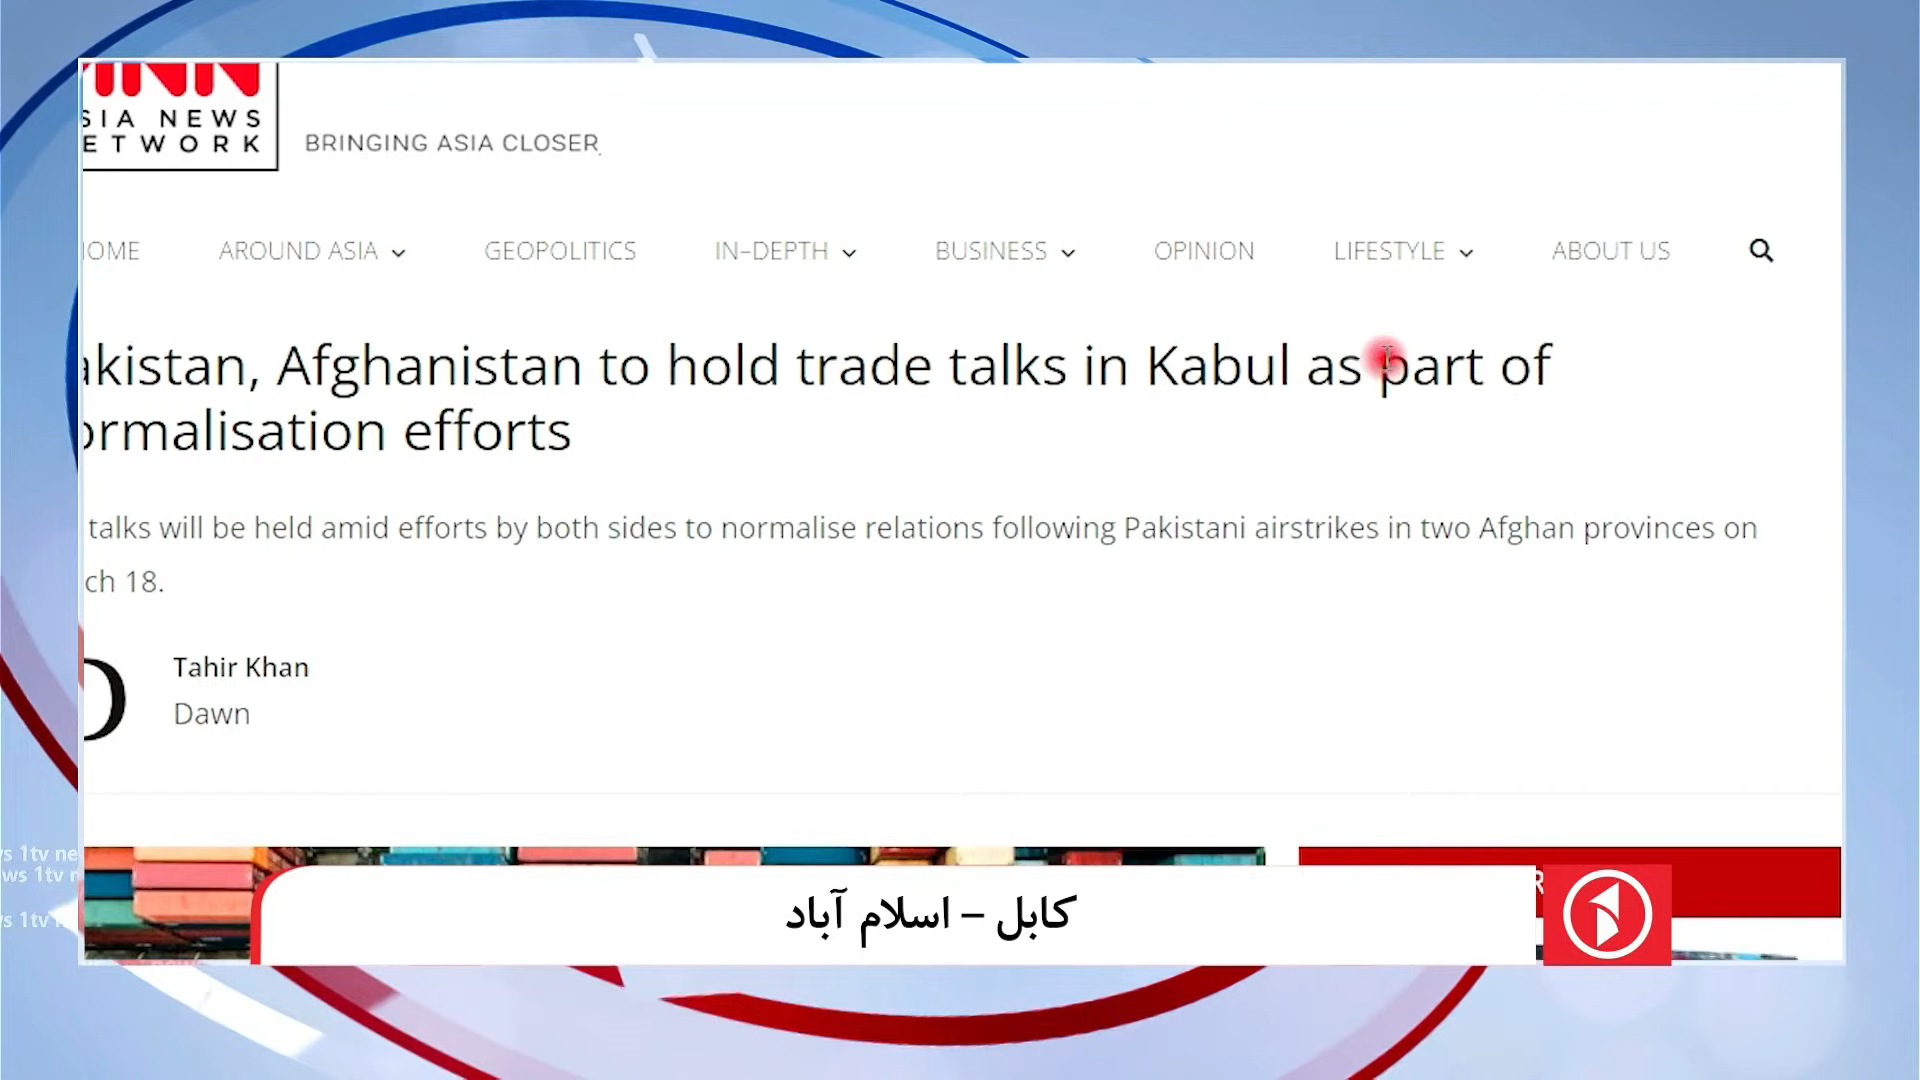 SIA NEWS
ETWORK
BRINGING ASIA CLOSER
OME AROUND ASIA GEOPOLITICS IN-DEPTH BUSINESS OPINION LIFESTYLE ABOUT US
akistan, Afghanistan to hold trade talks in Kabul as part of
ormalisation efforts
talks will be held amid efforts by both sides to normalise relations following Pakistani airstrikes in two Afghan provinces on
ch 18.
Tahir Khan
Dawn
کابل – اسلام آباد